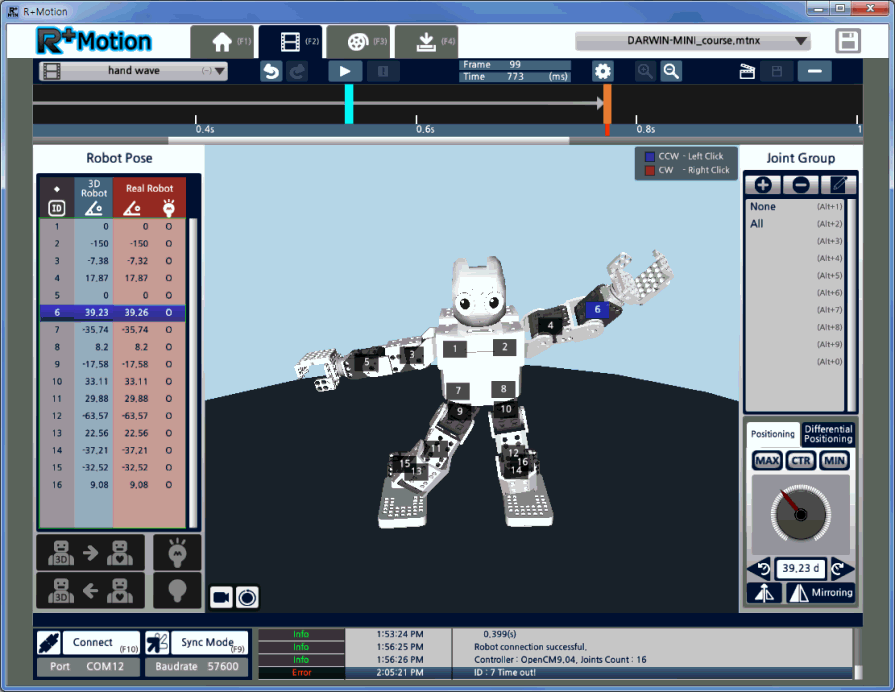 R+Motion
R+Motion
(F1)
(F2)
(F3)
(F4)
DARWIN-MINI_course.mtnx
hand wave
(-)
Frame 99
Time 773 (ms)
0.4s
0.6s
0.8s
1
Robot Pose
3D Robot
Real Robot
ID
1 0 0 O
2 -150 -150 O
3 -7.38 -7.32 O
4 17.87 17.87 O
5 0 0 O
6 39.23 39.26 O
7 -35.74 -35.74 O
8 8.2 8.2 O
9 -17.58 -17.58 O
10 33.11 33.11 O
11 29.88 29.88 O
12 -63.57 -63.57 O
13 22.56 22.56 O
14 -37.21 -37.21 O
15 -32.52 -32.52 O
16 9.08 9.08 O
3D
3D
CCW - Left Click
CW - Right Click
6
4
1
2
3
5
7
8
9
10
11
12
15
16
13
14
Joint Group
None (Alt+1)
All (Alt+2)
(Alt+3)
(Alt+4)
(Alt+5)
(Alt+6)
(Alt+7)
(Alt+8)
(Alt+9)
(Alt+0)
Positioning
Differential
Positioning
MAX
CTR
MIN
39.23 d
Mirroring
Connect (F10)
Sync Mode (F9)
Port COM12
Baudrate 57600
Info 1:53:24 PM 0.399(s)
Info 1:56:25 PM Robot connection successful.
Info 1:56:26 PM Controller : OpenCM9.04, Joints Count : 16
Error 2:05:21 PM ID : 7 Time out!